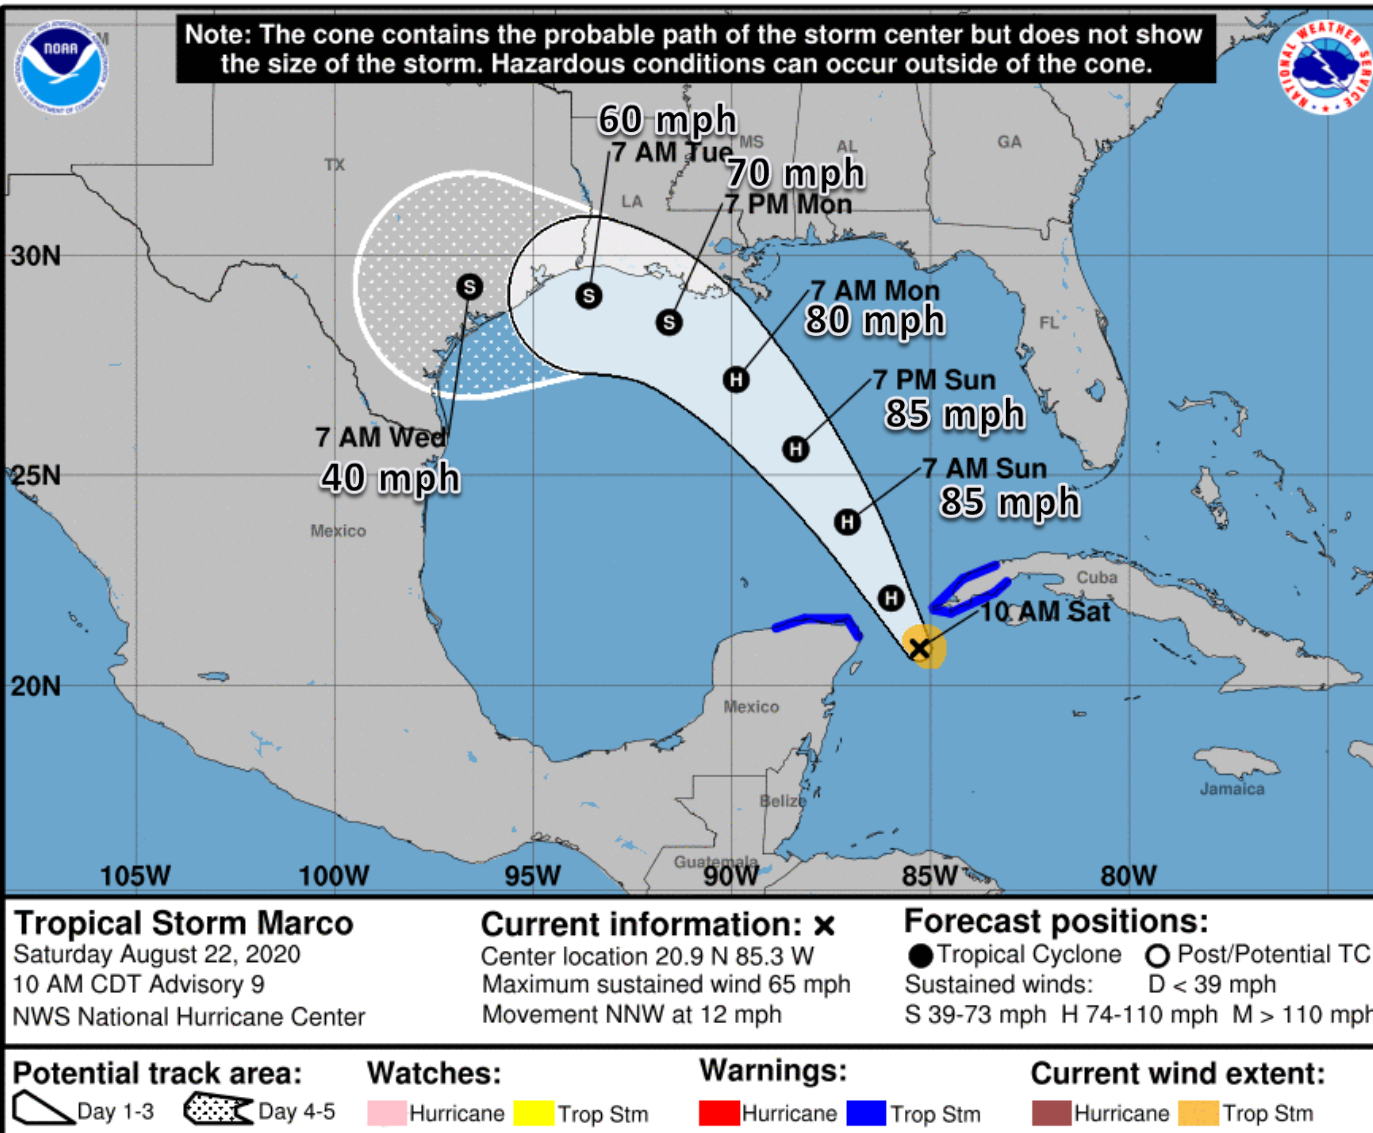 Note: The cone contains the probable path of the storm center but does not show
the size of the storm. Hazardous conditions can occur outside of the cone.
NOAA
NATIONAL WEATHER SERVICE
60 mph
7 AM Tue
MS
AL
GA
TX
70 mph
LA
7 PM Mon
30N
7 AM Mon
80 mph
FL
S
S
S
H
7 PM Sun
85 mph
7 AM Wed
40 mph
H
7 AM Sun
25N
85 mph
H
Mexico
Cuba
H
10 AM Sat
20N
Mexico
Jamaica
Belize
Guatemala
105W
100W
95W
90W
85W
80W
Tropical Storm Marco
Saturday August 22, 2020
10 AM CDT Advisory 9
NWS National Hurricane Center
Current information: x
Center location 20.9 N 85.3 W
Maximum sustained wind 65 mph
Movement NNW at 12 mph
Forecast positions:
Tropical Cyclone Post/Potential TC
Sustained winds: D < 39 mph
S 39-73 mph H 74-110 mph M > 110 mph
Potential track area:
Day 1-3 Day 4-5
Watches:
Hurricane Trop Stm
Warnings:
Hurricane Trop Stm
Current wind extent:
Hurricane Trop Stm